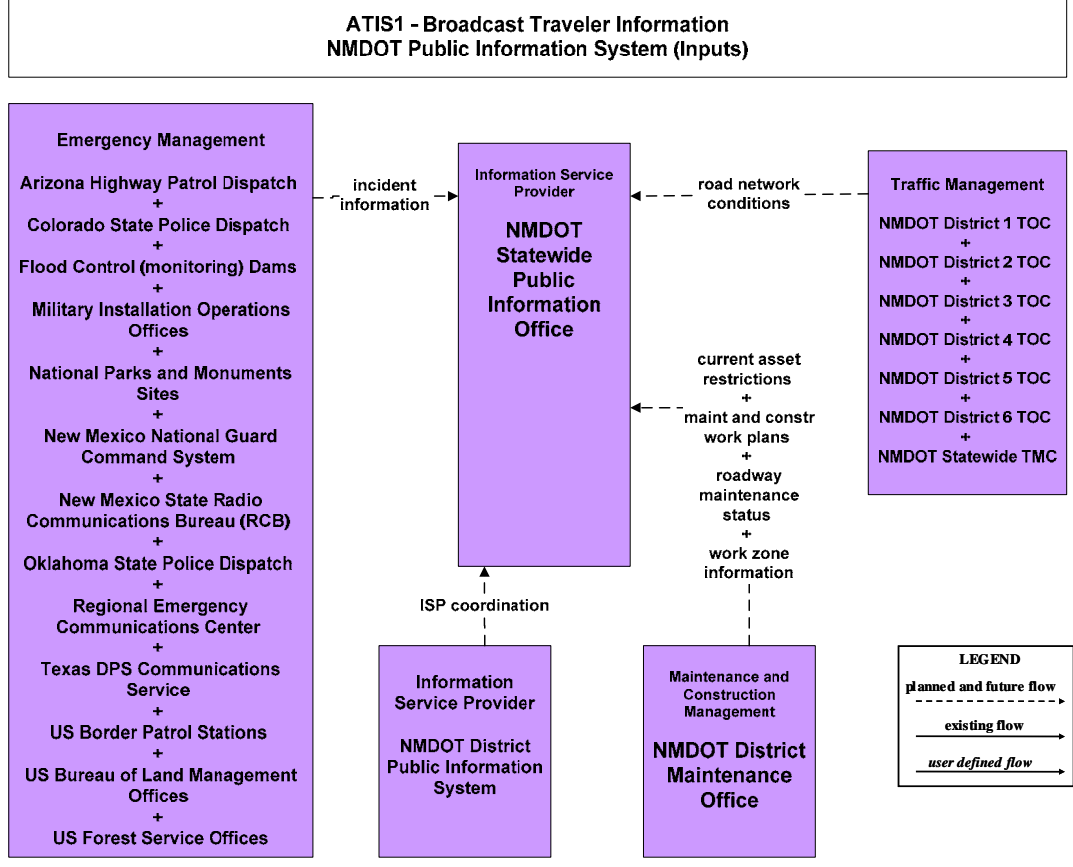 ATIS1 - Broadcast Traveler Information
NMDOT Public Information System (Inputs)
Emergency Management
Arizona Highway Patrol Dispatch
+
Colorado State Police Dispatch
+
Flood Control (monitoring) Dams
+
Military Installation Operations
Offices
+
National Parks and Monuments
Sites
+
New Mexico National Guard
Command System
+
New Mexico State Radio
Communications Bureau (RCB)
+
Oklahoma State Police Dispatch
+
Regional Emergency
Communications Center
+
Texas DPS Communications
Service
+
US Border Patrol Stations
+
US Bureau of Land Management
Offices
+
US Forest Service Offices
incident
information
Information Service
Provider
NMDOT
Statewide
Public
Information
Office
road network
conditions
Traffic Management
NMDOT District 1 TOC
+
NMDOT District 2 TOC
+
NMDOT District 3 TOC
+
NMDOT District 4 TOC
+
NMDOT District 5 TOC
+
NMDOT District 6 TOC
+
NMDOT Statewide TMC
current asset
restrictions
+
maint and constr
work plans
+
roadway
maintenance
status
+
work zone
information
ISP coordination
Information
Service Provider
NMDOT District
Public Information
System
Maintenance and
Construction
Management
NMDOT District
Maintenance
Office
LEGEND
planned and future flow
existing flow
user defined flow